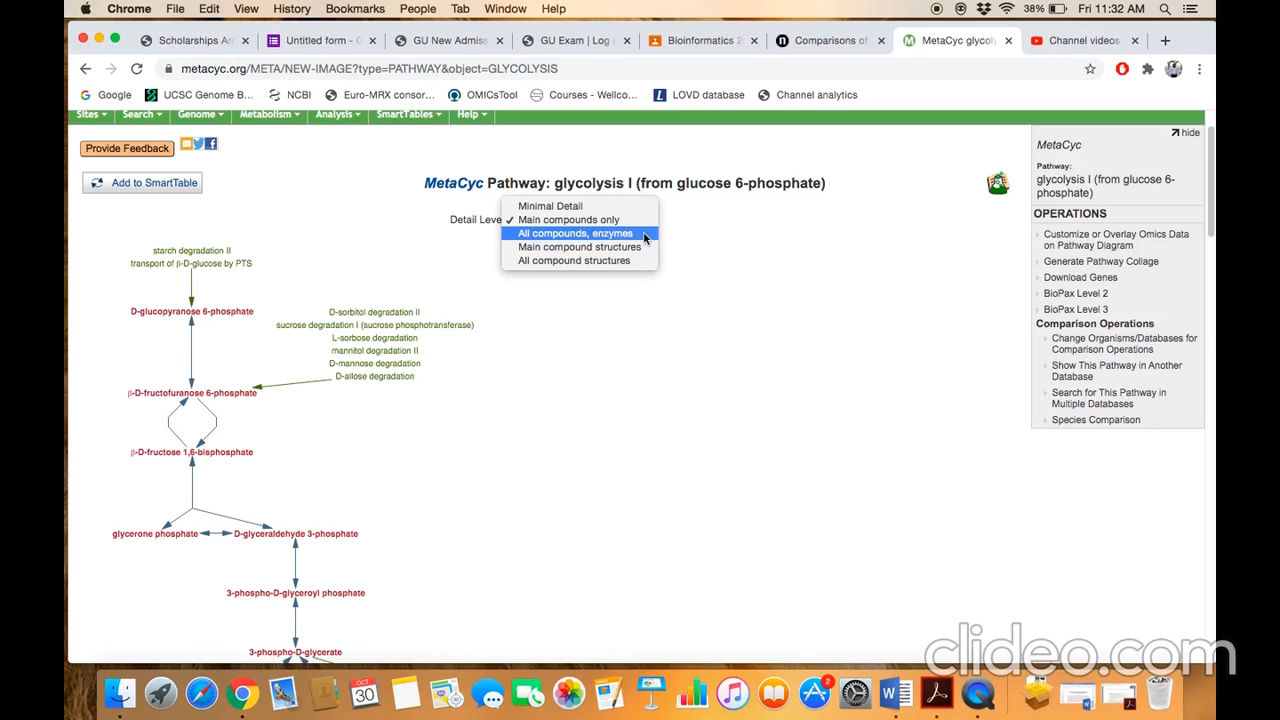 Chrome File Edit View History Bookmarks People Tab Window Help 38% Fri 11:32 AM
Scholarships Ar Untitled form - G GU New Admiss GU Exam | Log I Bioinformatics 2 Comparisons of MetaCyc glycoly Channel videos
metacyc.org/META/NEW-IMAGE?type=PATHWAY&object=GLYCOLYSIS
Google UCSC Genome B... NCBI Euro-MRX consor... OMICsTool Courses - Wellco... LOVD database Channel analytics
Sites Search Genome Metabolism Analysis SmartTables Help
hide
Provide Feedback
MetaCyc
Pathway:
glycolysis I (from glucose 6-
phosphate)
Add to SmartTable
MetaCyc Pathway: glycolysis I (from glucose 6-phosphate)
Detail Leve
Minimal Detail
✓ Main compounds only
All compounds, enzymes
Main compound structures
All compound structures
OPERATIONS
Customize or Overlay Omics Data
on Pathway Diagram
Generate Pathway Collage
Download Genes
BioPax Level 2
BioPax Level 3
Comparison Operations
Change Organisms/Databases for
Comparison Operations
Show This Pathway in Another
Database
Search for This Pathway in
Multiple Databases
Species Comparison
starch degradation II
transport of β-D-glucose by PTS
D-glucopyranose 6-phosphate
D-sorbitol degradation II
sucrose degradation I (sucrose phosphotransferase)
L-sorbose degradation
mannitol degradation II
D-mannose degradation
D-allose degradation
β-D-fructofuranose 6-phosphate
β-D-fructose 1,6-bisphosphate
glycerone phosphate D-glyceraldehyde 3-phosphate
3-phospho-D-glyceroyl phosphate
3-phospho-D-glycerate
clideo.com
OCT
30
2